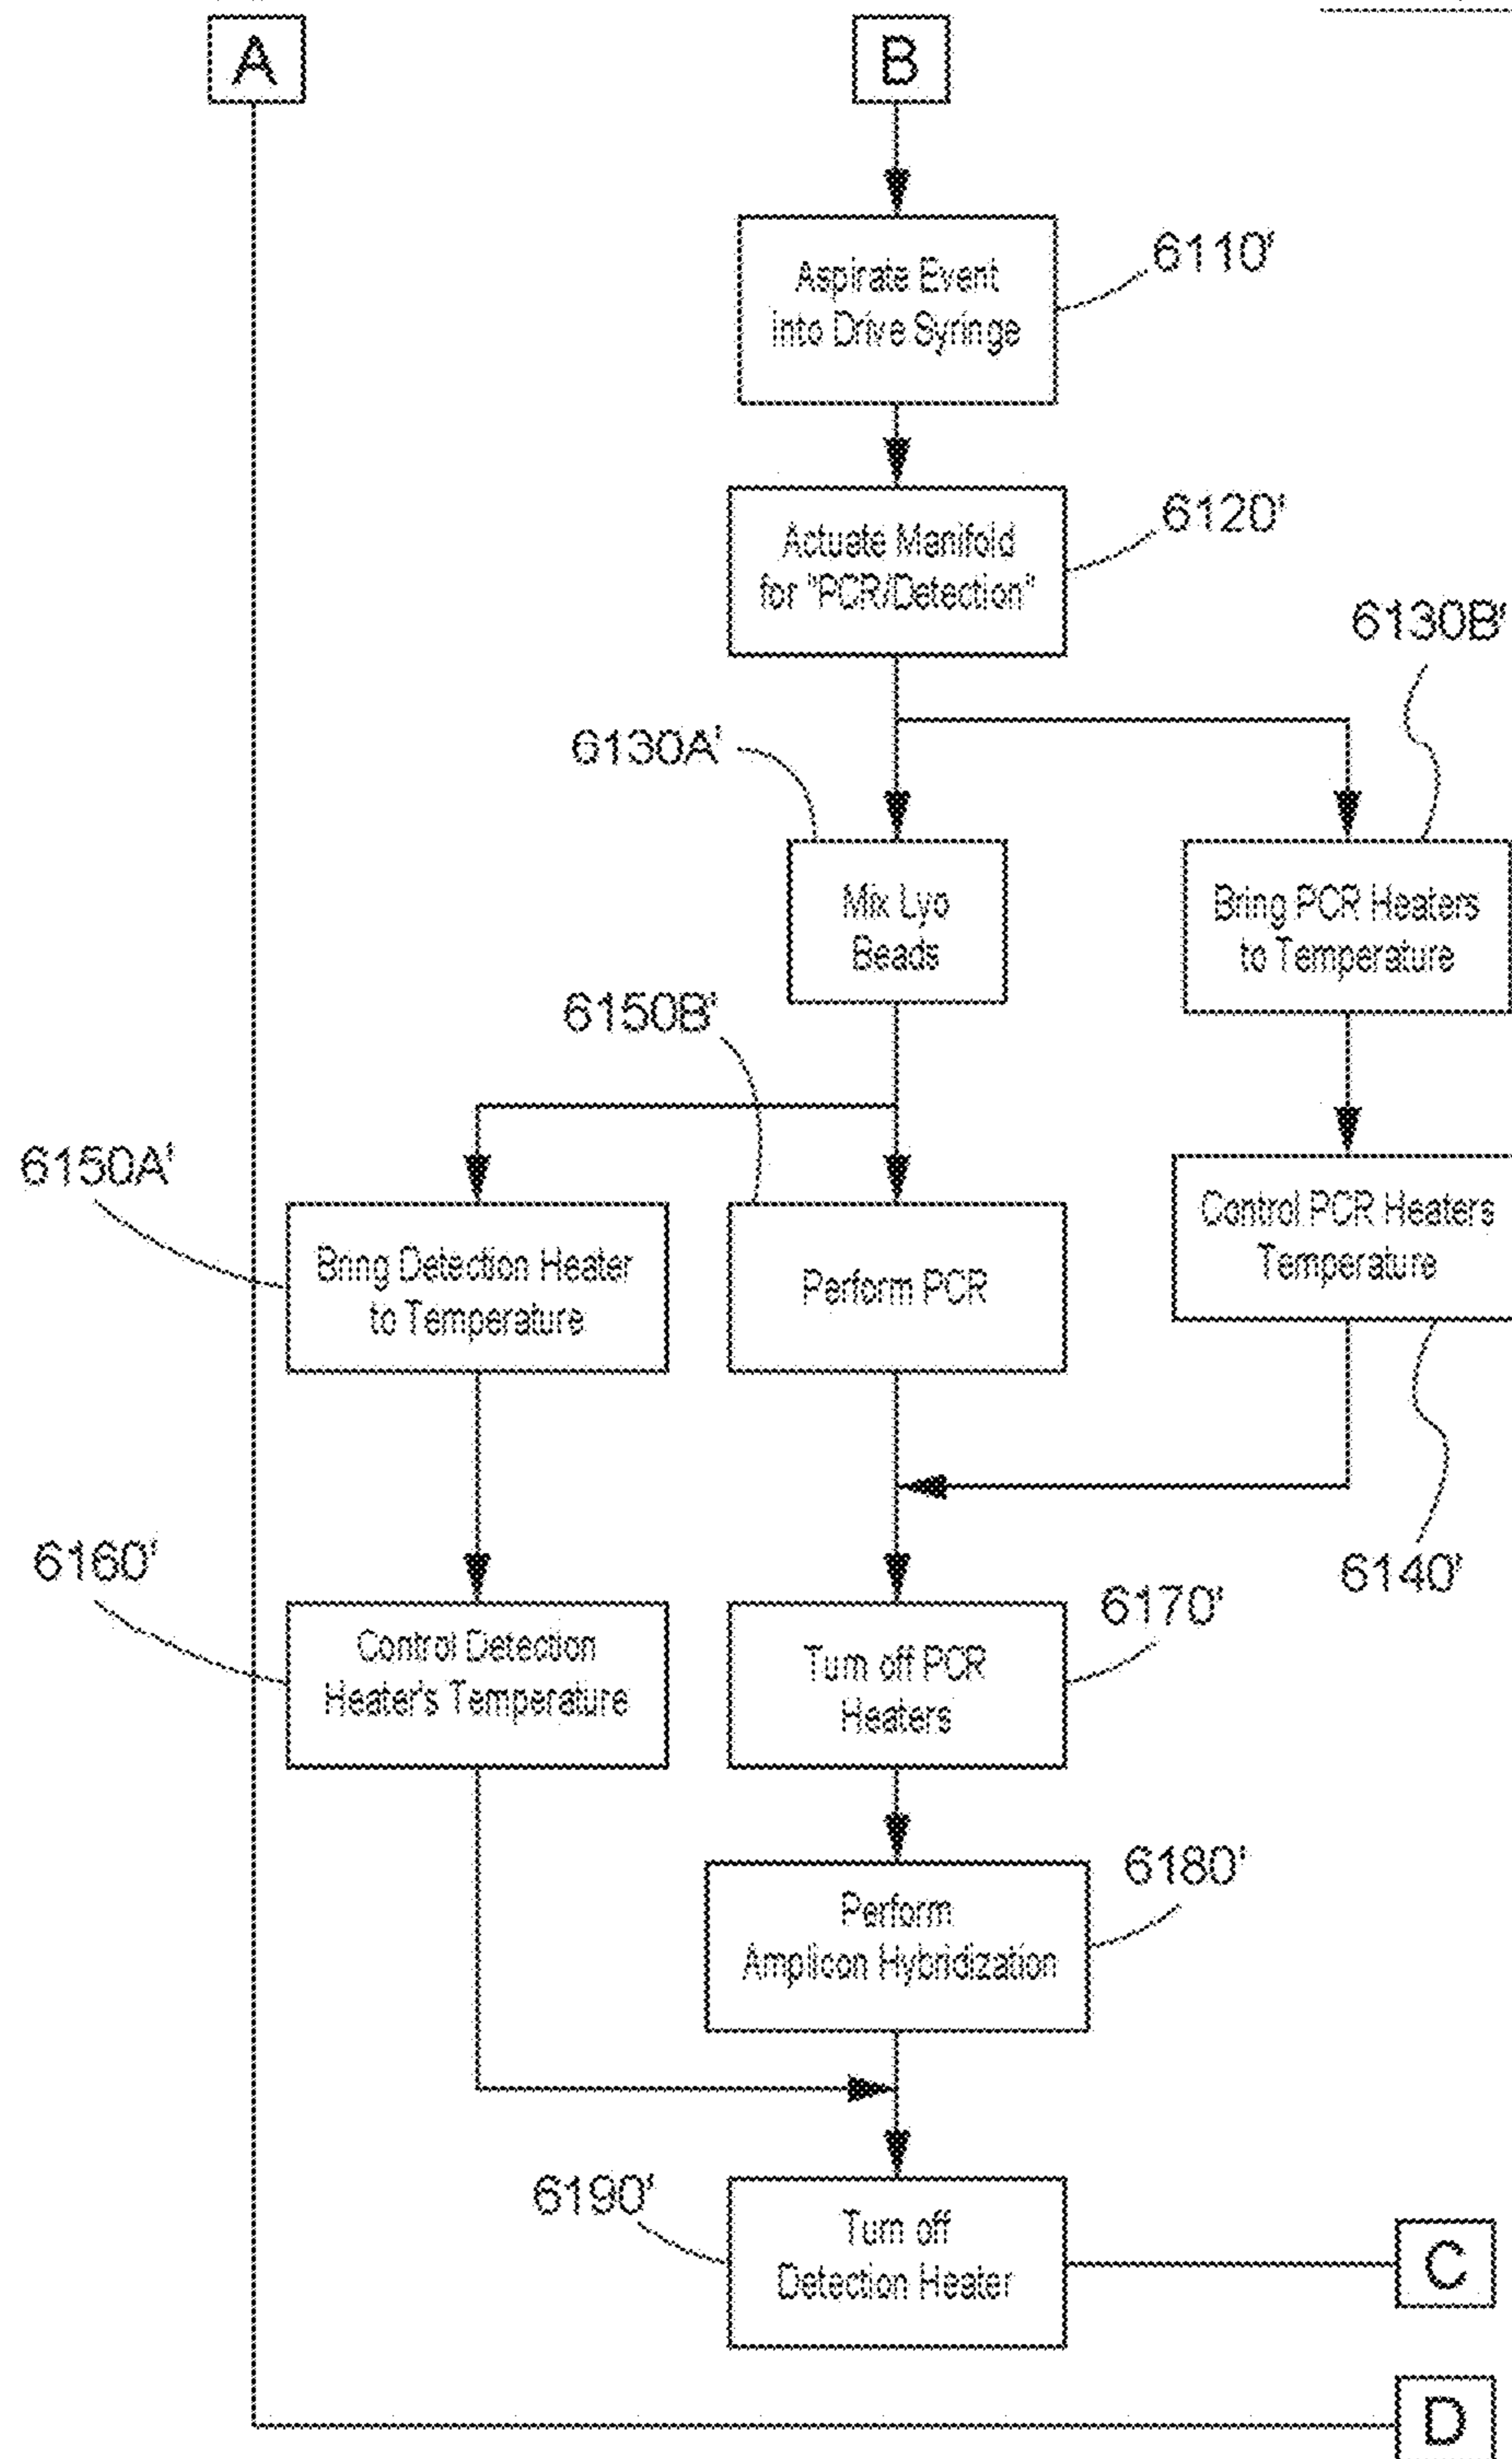 A
B
Aspirate Event
into Drive Syringe
6110'
Actuate Manifold
for "PCR/Detection"
6120'
6130B'
6130A'
Mix Lyo
Beads
Bring PCR Heaters
to Temperature
6150B'
6150A'
Bring Detection Heater
to Temperature
Perform PCR
Control PCR Heaters
Temperature
6140'
6160'
Control Detection
Heater's Temperature
Turn off PCR
Heaters
6170'
6180'
Perform
Amplicon Hybridization
6190'
Turn off
Detection Heater
C
D